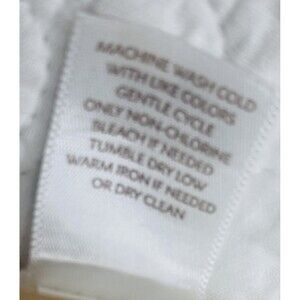 MACHINE WASH COLD
WITH LIKE COLORS
GENTLE CYCLE
ONLY NON-CHLORINE
BLEACH IF NEEDED
TUMBLE DRY LOW
WARM IRON IF NEEDED
OR DRY CLEAN